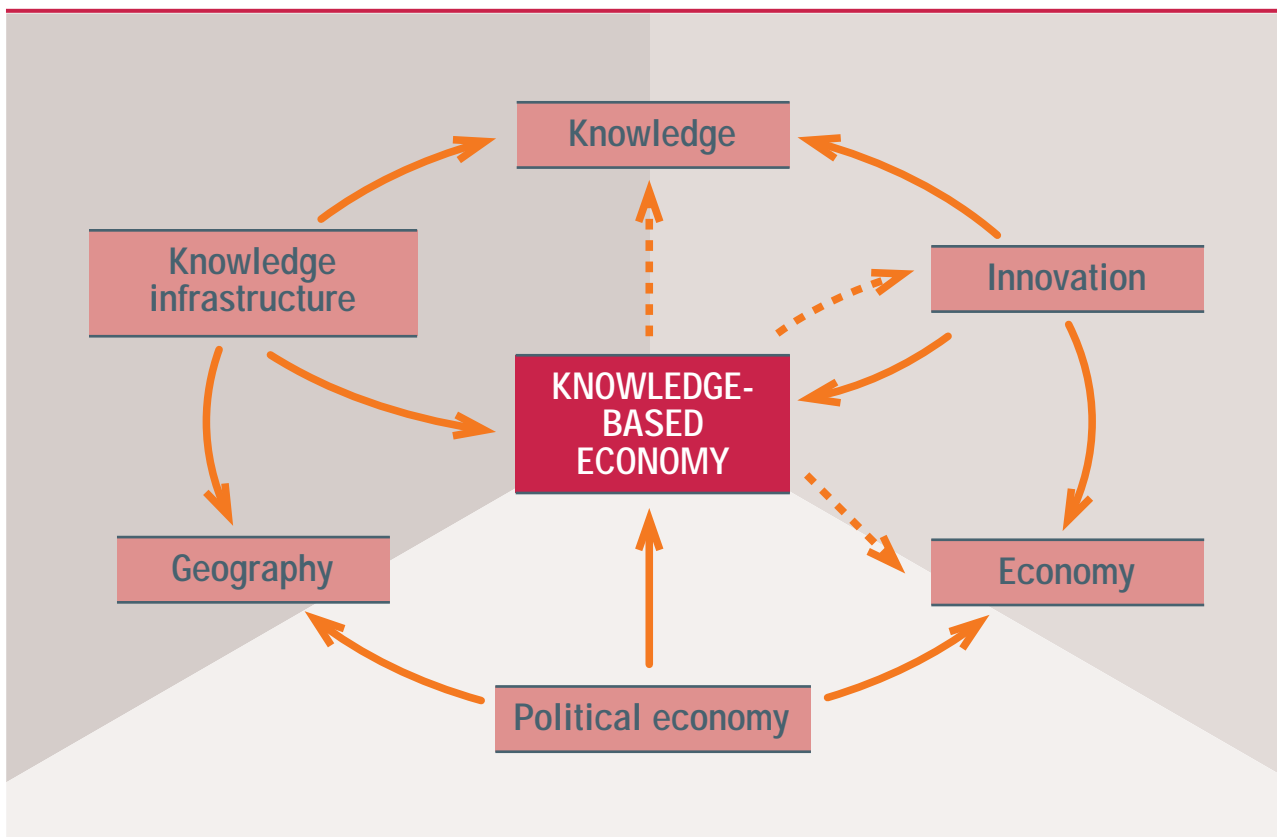 Knowledge
Knowledge
infrastructure
Innovation
KNOWLEDGE-
BASED
ECONOMY
Geography
Economy
Political economy